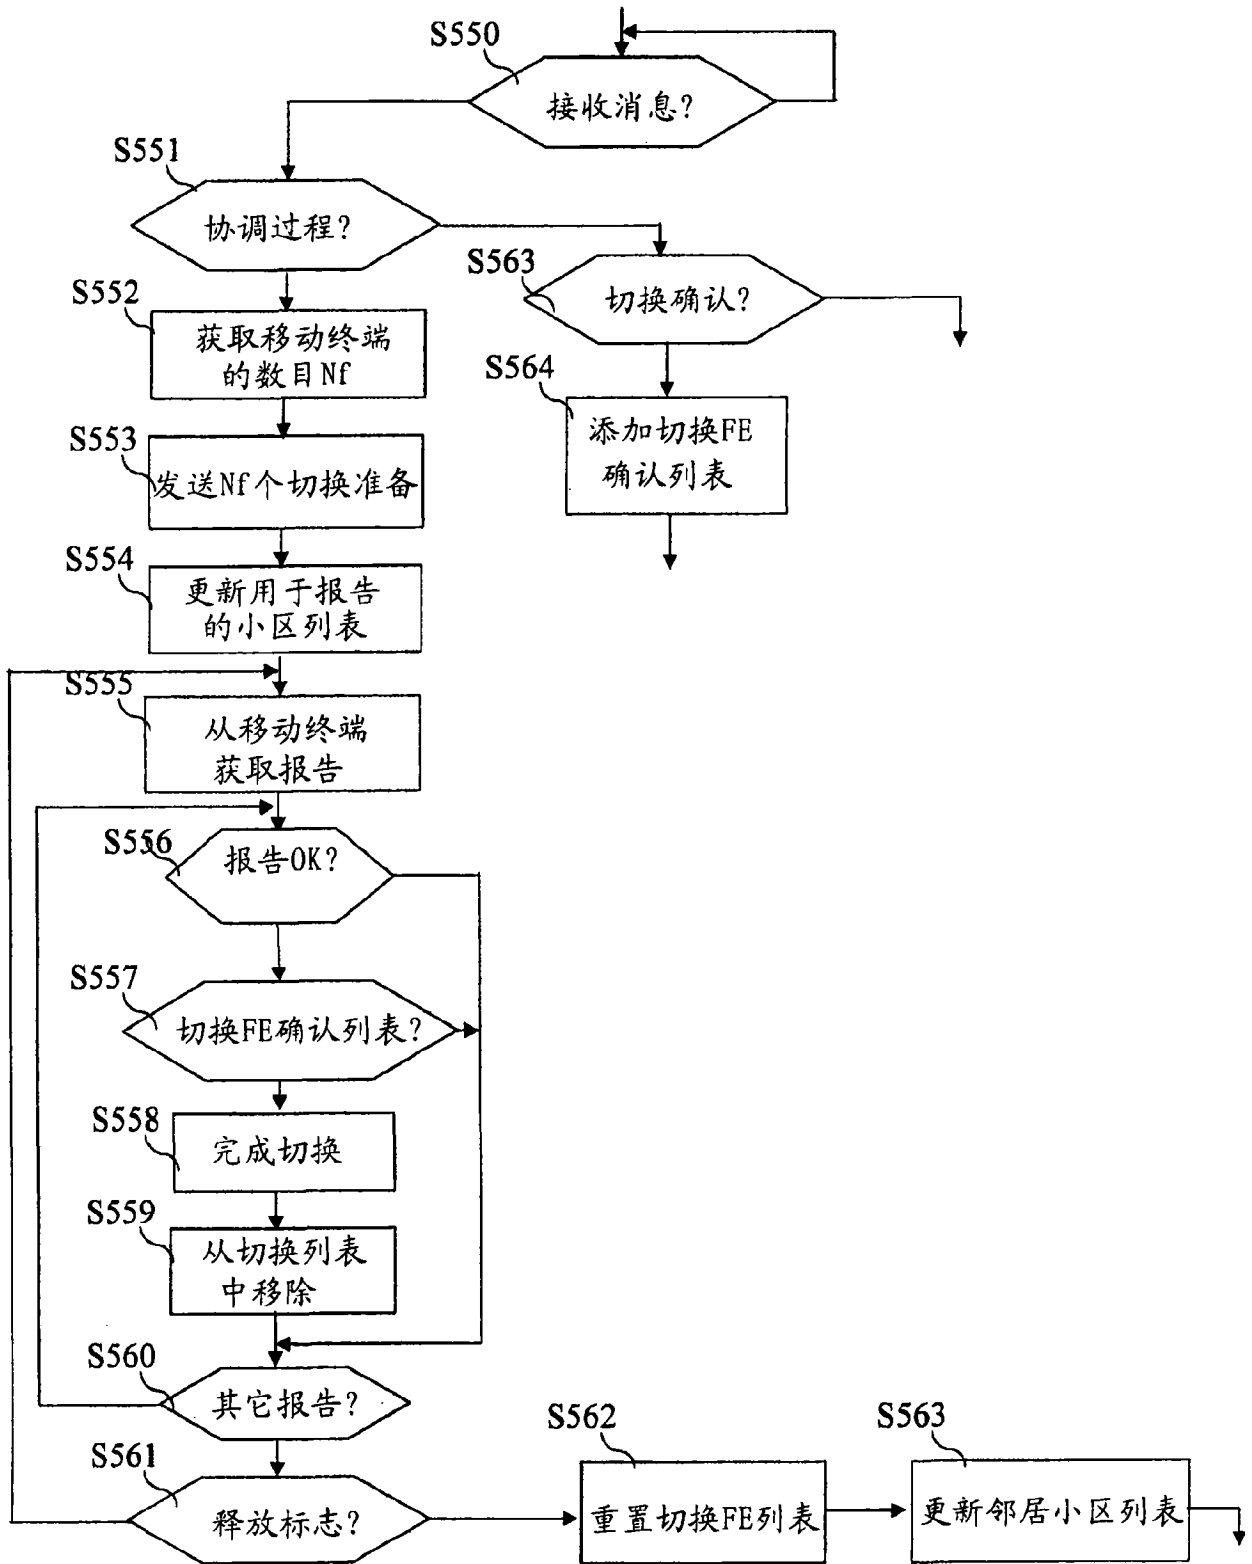 S550
接收消息?
S551
协调过程?
S563
切换确认?
S552
获取移动终端
的数目Nf
S564
添加切换FE
确认列表
S553
发送Nf个切换准备
S554
更新用于报告
的小区列表
S555
从移动终端
获取报告
S556
报告OK?
S557
切换FE确认列表?
S558
完成切换
S559
从切换列表
中移除
S560
其它报告?
S561
释放标志?
S562
重置切换FE列表
S563
更新邻居小区列表